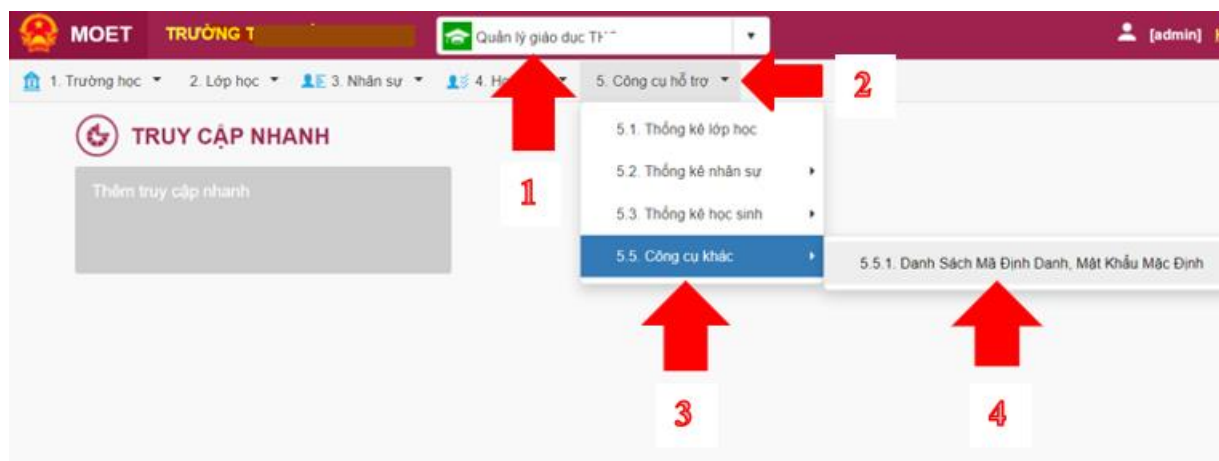 MOET TRƯỜNG T Quản lý giáo dục TH [admin]
1. Trường học 2. Lớp học 3. Nhân sự 4. 5. Công cụ hỗ trợ 2
TRUY CẬP NHANH
Thêm truy cập nhanh
5.1. Thống kê lớp học
5.2. Thống kê nhân sự
1
5.3. Thống kê học sinh
5.5. Công cụ khác
5.5.1. Danh Sách Mã Định Danh, Mật Khẩu Mặc Định
3 4